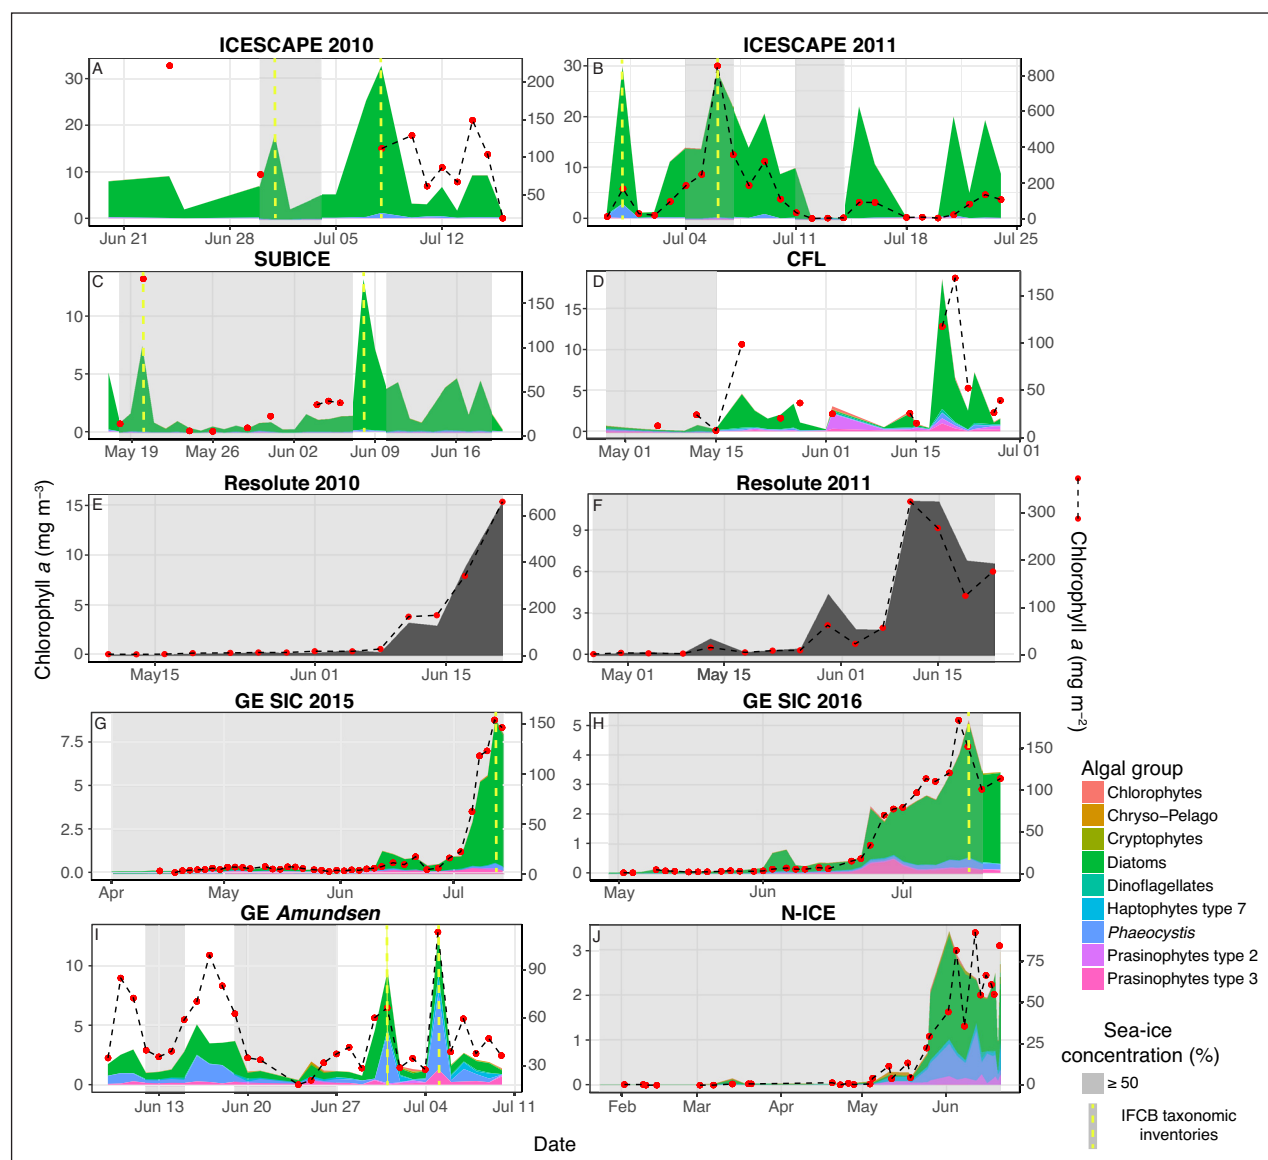 ICESCAPE 2010
ICESCAPE 2011
A
30
20
10
0
200
150
100
50
Jun 21
Jun 28
Jul 05
Jul 12
B
30
20
10
0
800
600
400
200
0
Jul 04
Jul 11
Jul 18
Jul 25
SUBICE
CFL
C
10
5
0
150
100
50
0
May 19
May 26
Jun 02
Jun 09
Jun 16
D
15
10
5
0
150
100
50
0
May 01
May 15
Jun 01
Jun 15
Jul 01
Resolute 2010
Resolute 2011
E
15
10
5
0
600
400
200
0
May15
Jun 01
Jun 15
F
9
6
3
0
300
200
100
0
May 01
May 15
Jun 01
Jun 15
GE SIC 2015
GE SIC 2016
G
7.5
5.0
2.5
0.0
150
100
50
0
Apr
May
Jun
Jul
H
5
4
3
2
1
0
150
100
50
0
May
Jun
Jul
GE Amundsen
N-ICE
I
10
5
0
90
60
30
Jun 13
Jun 20
Jun 27
Jul 04
Jul 11
J
3
2
1
0
75
50
25
0
Feb
Mar
Apr
May
Jun
Chlorophyll a (mg m⁻³)
Chlorophyll a (mg m⁻²)
Date
Algal group
Chlorophytes
Chryso−Pelago
Cryptophytes
Diatoms
Dinoflagellates
Haptophytes type 7
Phaeocystis
Prasinophytes type 2
Prasinophytes type 3
Sea-ice
concentration (%)
≥ 50
IFCB taxonomic
inventories